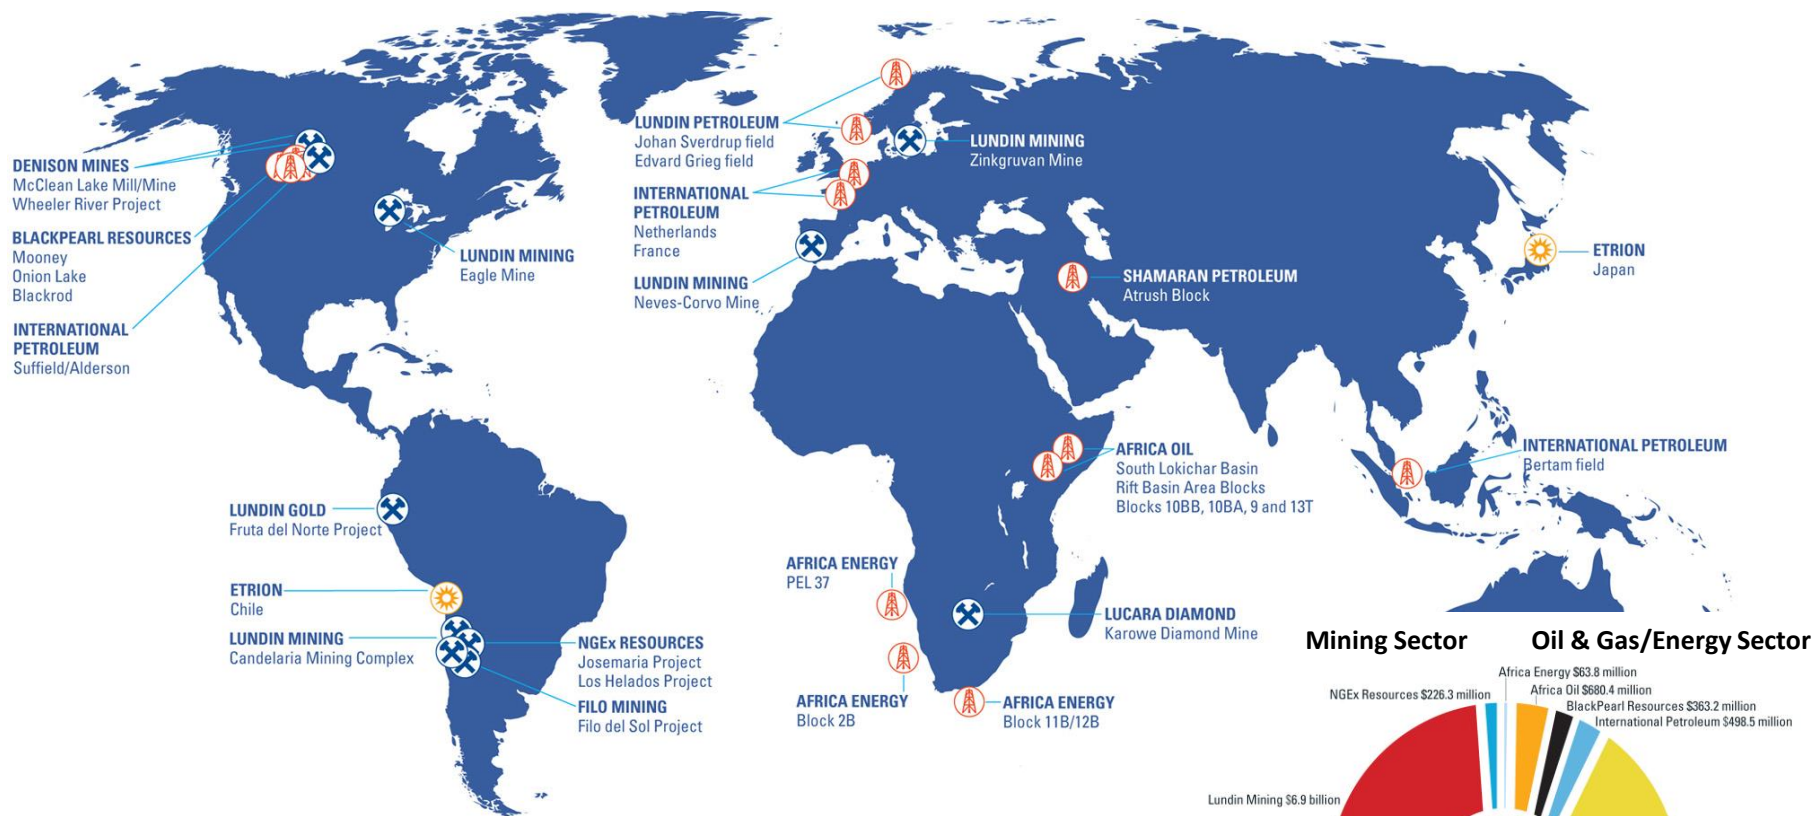 DENISON MINES
McClean Lake Mill/Mine
Wheeler River Project
BLACKPEARL RESOURCES
Mooney
Onion Lake
Blackrod
INTERNATIONAL
PETROLEUM
Suffield/Alderson
LUNDIN MINING
Eagle Mine
LUNDIN PETROLEUM
Johan Sverdrup field
Edvard Grieg field
INTERNATIONAL
PETROLEUM
Netherlands
France
LUNDIN MINING
Neves-Corvo Mine
LUNDIN MINING
Zinkgruvan Mine
SHAMARAN PETROLEUM
Atrush Block
ETRION
Japan
AFRICA OIL
South Lokichar Basin
Rift Basin Area Blocks
Blocks 10BB, 10BA, 9 and 13T
INTERNATIONAL PETROLEUM
Bertam field
LUNDIN GOLD
Fruta del Norte Project
ETRION
Chile
LUNDIN MINING
Candelaria Mining Complex
NGEx RESOURCES
Josemaria Project
Los Helados Project
FILO MINING
Filo del Sol Project
AFRICA ENERGY
PEL 37
AFRICA ENERGY
Block 2B
AFRICA ENERGY
Block 11B/12B
LUCARA DIAMOND
Karowe Diamond Mine
Mining Sector
Oil & Gas/Energy Sector
Africa Energy $63.8 million
NGEx Resources $226.3 million
Africa Oil $680.4 million
BlackPearl Resources $363.2 million
International Petroleum $498.5 million
Lundin Mining $6.9 billion